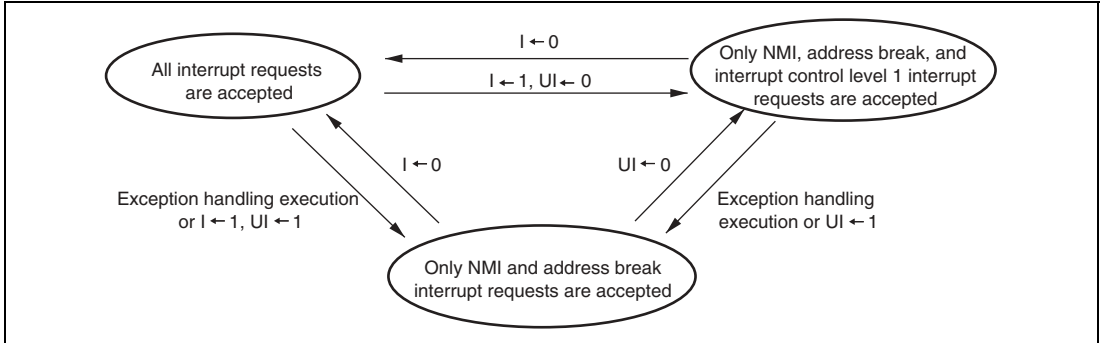 I ← 0
All interrupt requests
are accepted
I ← 1, UI ← 0
Only NMI, address break, and
interrupt control level 1 interrupt
requests are accepted
I ← 0
UI ← 0
Exception handling execution
or I ← 1, UI ← 1
Exception handling
execution or UI ← 1
Only NMI and address break
interrupt requests are accepted